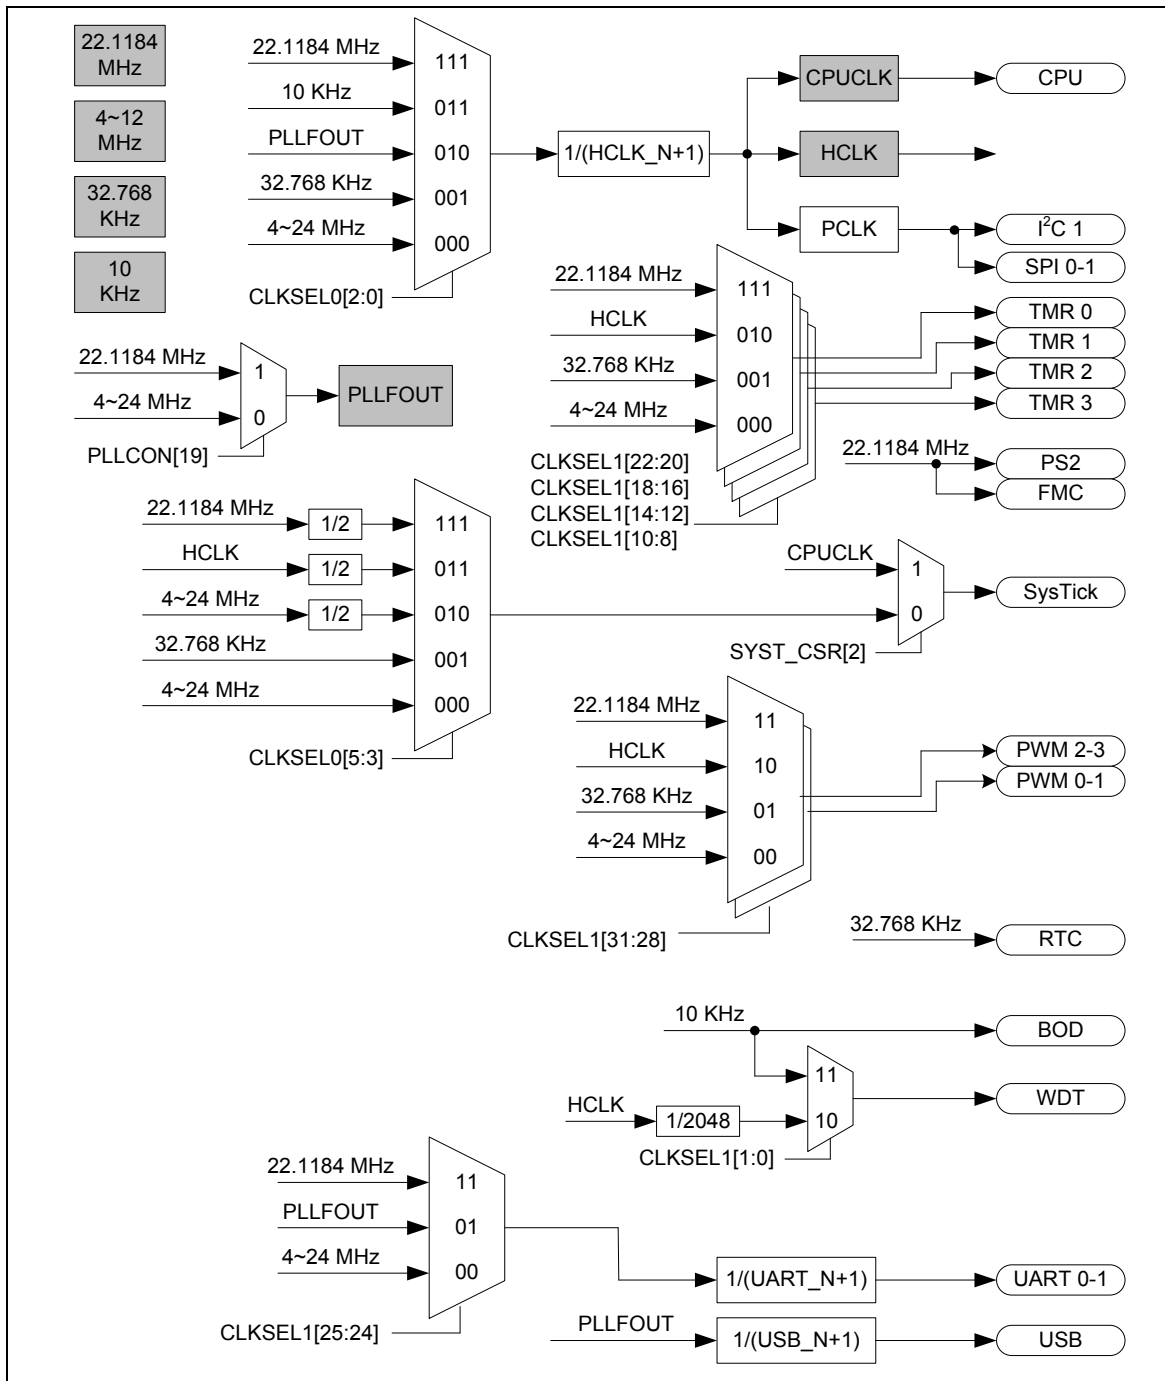 22.1184
MHz
4~12
MHz
32.768
KHz
10
KHz
22.1184 MHz
111
10 KHz
011
PLLFOUT
010
32.768 KHz
001
4~24 MHz
000
CLKSEL0[2:0]
1/(HCLK_N+1)
CPUCLK
CPU
HCLK
PCLK
I²C 1
SPI 0-1
22.1184 MHz
111
HCLK
010
32.768 KHz
001
4~24 MHz
000
CLKSEL1[22:20]
CLKSEL1[18:16]
CLKSEL1[14:12]
CLKSEL1[10:8]
TMR 0
TMR 1
TMR 2
TMR 3
22.1184 MHz
1
4~24 MHz
0
PLLCON[19]
PLLFOUT
22.1184 MHz
PS2
FMC
22.1184 MHz
1/2
111
HCLK
1/2
011
4~24 MHz
1/2
010
32.768 KHz
001
4~24 MHz
000
CLKSEL0[5:3]
CPUCLK
1
0
SYST_CSR[2]
SysTick
22.1184 MHz
11
HCLK
10
32.768 KHz
01
4~24 MHz
00
CLKSEL1[31:28]
PWM 2-3
PWM 0-1
32.768 KHz
RTC
10 KHz
BOD
11
HCLK
1/2048
10
CLKSEL1[1:0]
WDT
22.1184 MHz
11
PLLFOUT
01
4~24 MHz
00
CLKSEL1[25:24]
1/(UART_N+1)
UART 0-1
PLLFOUT
1/(USB_N+1)
USB